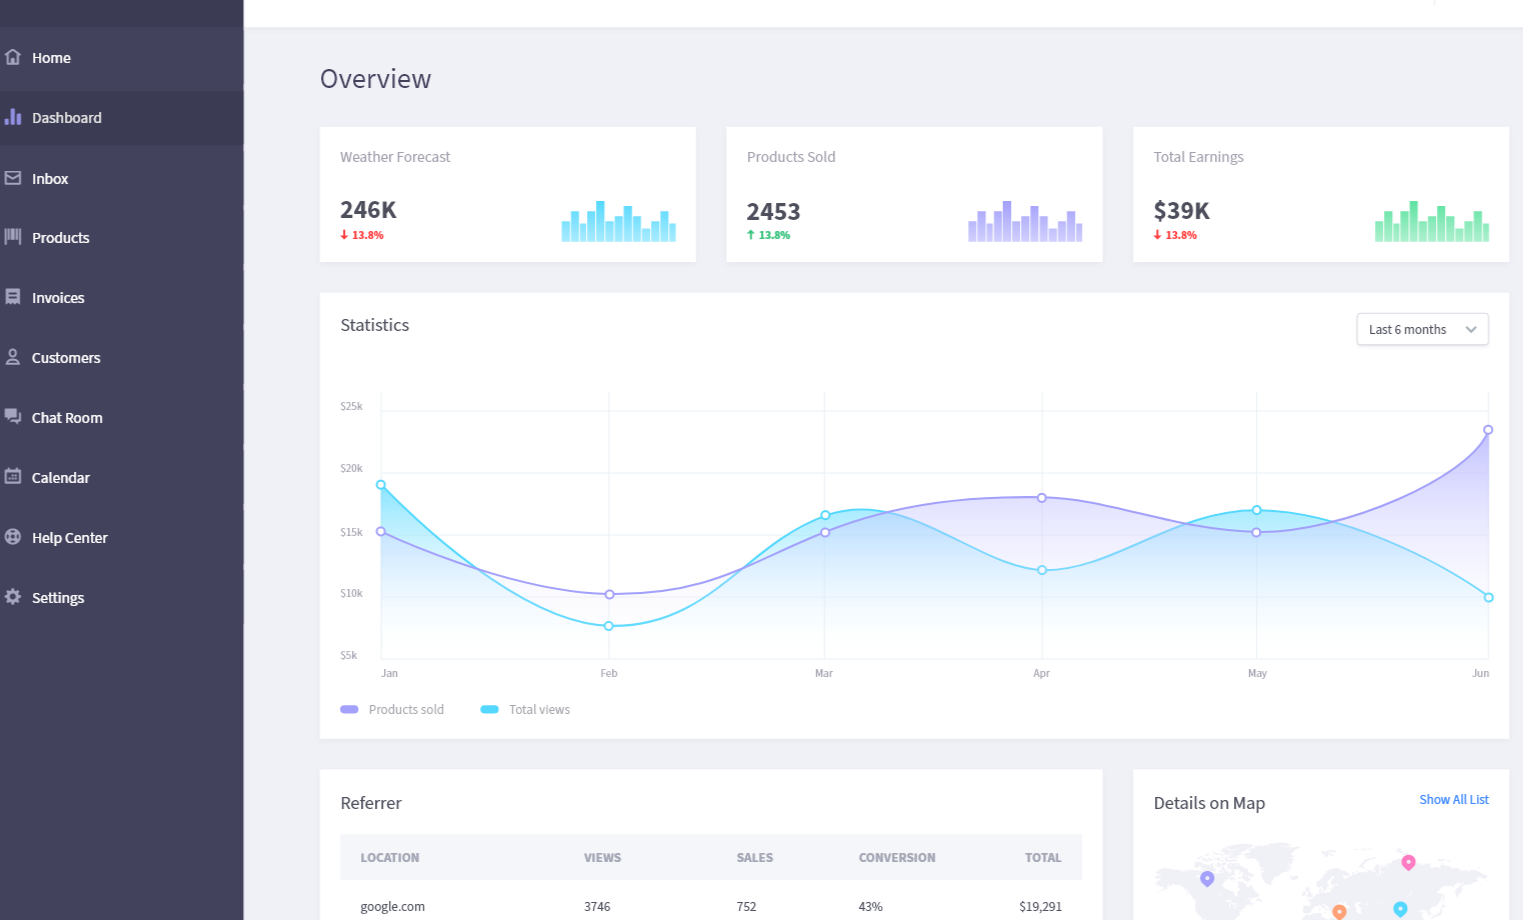 Home
Dashboard
Inbox
Products
Invoices
Customers
Chat Room
Calendar
Help Center
Settings
Overview
Weather Forecast
246K
13.8%
Products Sold
2453
13.8%
Total Earnings
$39K
13.8%
Statistics
Last 6 months
$25k
$20k
$15k
$10k
$5k
Jan Feb Mar Apr May Jun
Products sold Total views
Referrer
LOCATION VIEWS SALES CONVERSION TOTAL
google.com 3746 752 43% $19,291
Details on Map
Show All List